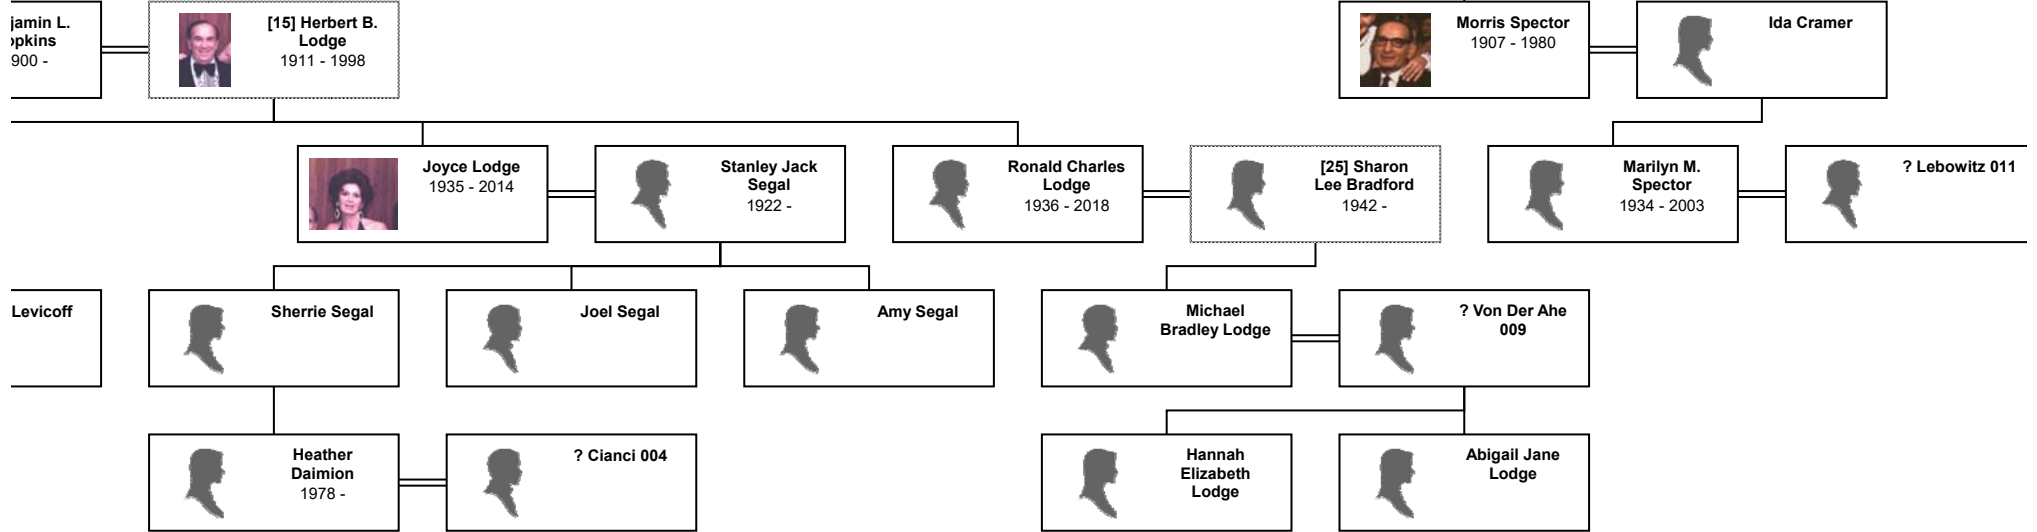 jamin L.
opkins
900 -
[15] Herbert B.
Lodge
1911 - 1998
Morris Spector
1907 - 1980
Ida Cramer
Joyce Lodge
1935 - 2014
Stanley Jack
Segal
1922 -
Ronald Charles
Lodge
1936 - 2018
[25] Sharon
Lee Bradford
1942 -
Marilyn M.
Spector
1934 - 2003
? Lebowitz 011
Levicoff
Sherrie Segal
Joel Segal
Amy Segal
Michael
Bradley Lodge
? Von Der Ahe
009
Heather
Daimion
1978 -
? Cianci 004
Hannah
Elizabeth
Lodge
Abigail Jane
Lodge